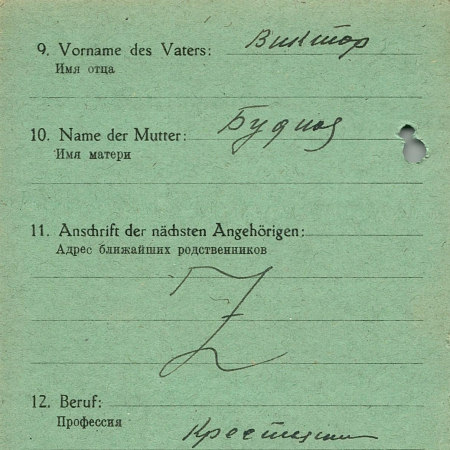 9. Vorname des Vaters: Виктор
Имя отца
10. Name der Mutter:
Имя матери
11. Anschrift der nächsten Angehörigen:
Адрес ближайших родственников
Z
12. Beruf:
Профессия